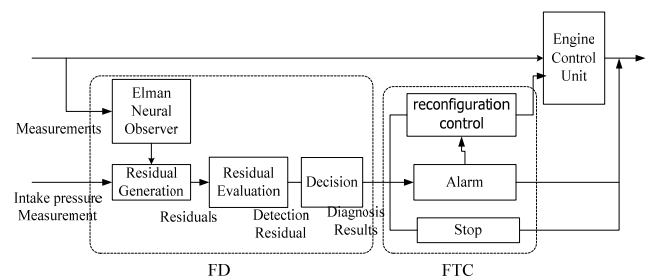 Engine
Control
Unit
Elman
Neural
Observer
Measurements
reconfiguration
control
Residual
Generation
Residual
Evaluation
Decision
Alarm
Intake pressure
Measurement
Residuals
Detection
Residual
Diagnosis
Results
Stop
FD
FTC